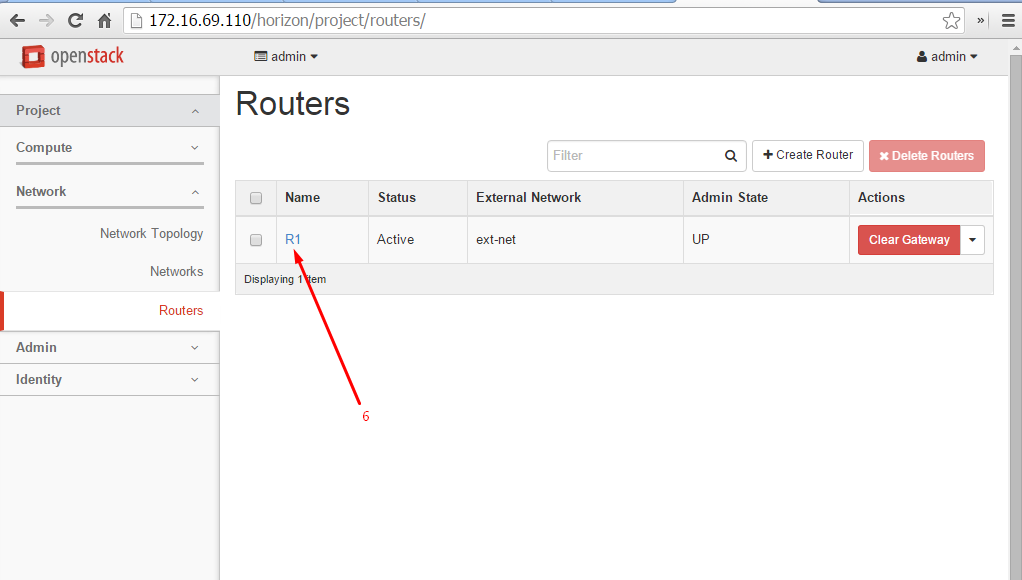 172.16.69.110/horizon/project/routers/
»
openstack
admin
admin
Project
Compute
Network
Network Topology
Networks
Routers
Admin
Identity
Routers
Filter
+ Create Router
✖ Delete Routers
Name Status External Network Admin State Actions
R1 Active ext-net UP Clear Gateway
Displaying 1 item
6